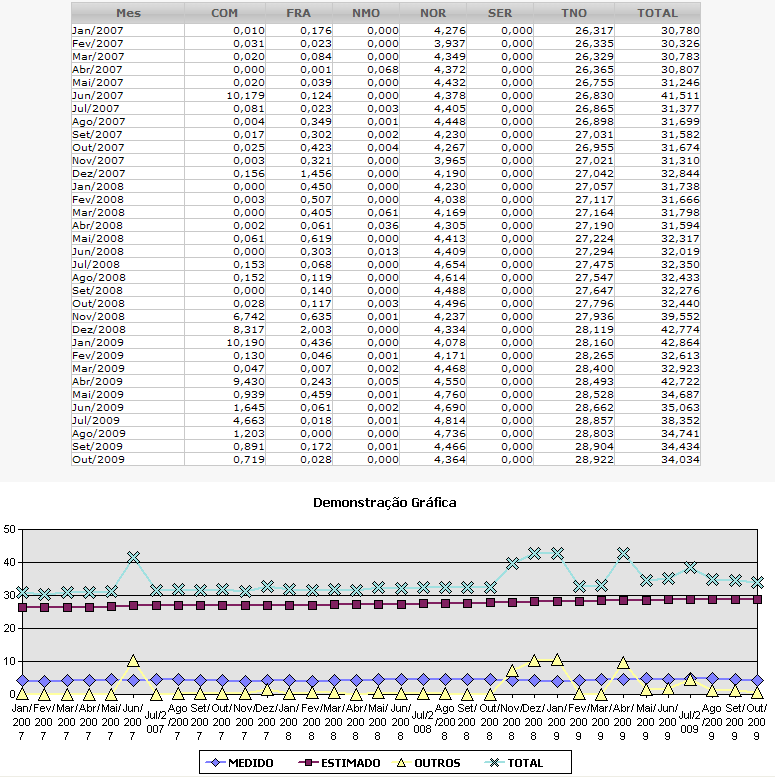 Mes COM FRA NMO NOR SER TNO TOTAL
Jan/2007 0,010 0,176 0,000 4,276 0,000 26,317 30,780
Fev/2007 0,031 0,023 0,000 3,937 0,000 26,335 30,326
Mar/2007 0,020 0,084 0,000 4,349 0,000 26,329 30,783
Abr/2007 0,000 0,001 0,068 4,372 0,000 26,365 30,807
Mai/2007 0,020 0,039 0,000 4,432 0,000 26,755 31,246
Jun/2007 10,179 0,124 0,000 4,378 0,000 26,830 41,511
Jul/2007 0,081 0,023 0,003 4,405 0,000 26,865 31,377
Ago/2007 0,004 0,349 0,001 4,448 0,000 26,898 31,699
Set/2007 0,017 0,302 0,002 4,230 0,000 27,031 31,582
Out/2007 0,025 0,423 0,004 4,267 0,000 26,955 31,674
Nov/2007 0,003 0,321 0,000 3,965 0,000 27,021 31,310
Dez/2007 0,156 1,456 0,000 4,190 0,000 27,042 32,844
Jan/2008 0,000 0,450 0,000 4,230 0,000 27,057 31,738
Fev/2008 0,003 0,507 0,000 4,038 0,000 27,117 31,666
Mar/2008 0,000 0,405 0,061 4,169 0,000 27,164 31,798
Abr/2008 0,002 0,061 0,036 4,305 0,000 27,190 31,594
Mai/2008 0,061 0,619 0,000 4,413 0,000 27,224 32,317
Jun/2008 0,000 0,303 0,013 4,409 0,000 27,294 32,019
Jul/2008 0,153 0,068 0,000 4,654 0,000 27,475 32,350
Ago/2008 0,152 0,119 0,000 4,614 0,000 27,547 32,433
Set/2008 0,000 0,140 0,000 4,488 0,000 27,647 32,276
Out/2008 0,028 0,117 0,003 4,496 0,000 27,796 32,440
Nov/2008 6,742 0,635 0,001 4,237 0,000 27,936 39,552
Dez/2008 8,317 2,003 0,000 4,334 0,000 28,119 42,774
Jan/2009 10,190 0,436 0,000 4,078 0,000 28,160 42,864
Fev/2009 0,130 0,046 0,001 4,171 0,000 28,265 32,613
Mar/2009 0,047 0,007 0,002 4,468 0,000 28,400 32,923
Abr/2009 9,430 0,243 0,005 4,550 0,000 28,493 42,722
Mai/2009 0,939 0,459 0,001 4,760 0,000 28,528 34,687
Jun/2009 1,645 0,061 0,002 4,690 0,000 28,662 35,063
Jul/2009 4,663 0,018 0,001 4,814 0,000 28,857 38,352
Ago/2009 1,203 0,000 0,000 4,736 0,000 28,803 34,741
Set/2009 0,891 0,172 0,001 4,466 0,000 28,904 34,434
Out/2009 0,719 0,028 0,000 4,364 0,000 28,922 34,034
Demonstração Gráfica
50
40
30
20
10
0
Jan/ Fev/ Mar/ Abr/ Mai/ Jun/ Jul/2 Ago Set/ Out/ Nov/ Dez/ Jan/ Fev/ Mar/ Abr/ Mai/ Jun/ Jul/2 Ago Set/ Out/ Nov/ Dez/ Jan/ Fev/ Mar/ Abr/ Mai/ Jun/ Jul/2 Ago Set/ Out/
200 200 200 200 200 200 007 /200 200 200 200 200 200 200 200 200 200 200 008 /200 200 200 200 200 200 200 200 200 200 200 009 /200 200 200
7 7 7 7 7 7 7 7 7 7 7 8 8 8 8 8 8 8 8 8 8 8 9 9 9 9 9 9 9 9 9
MEDIDO ESTIMADO OUTROS TOTAL